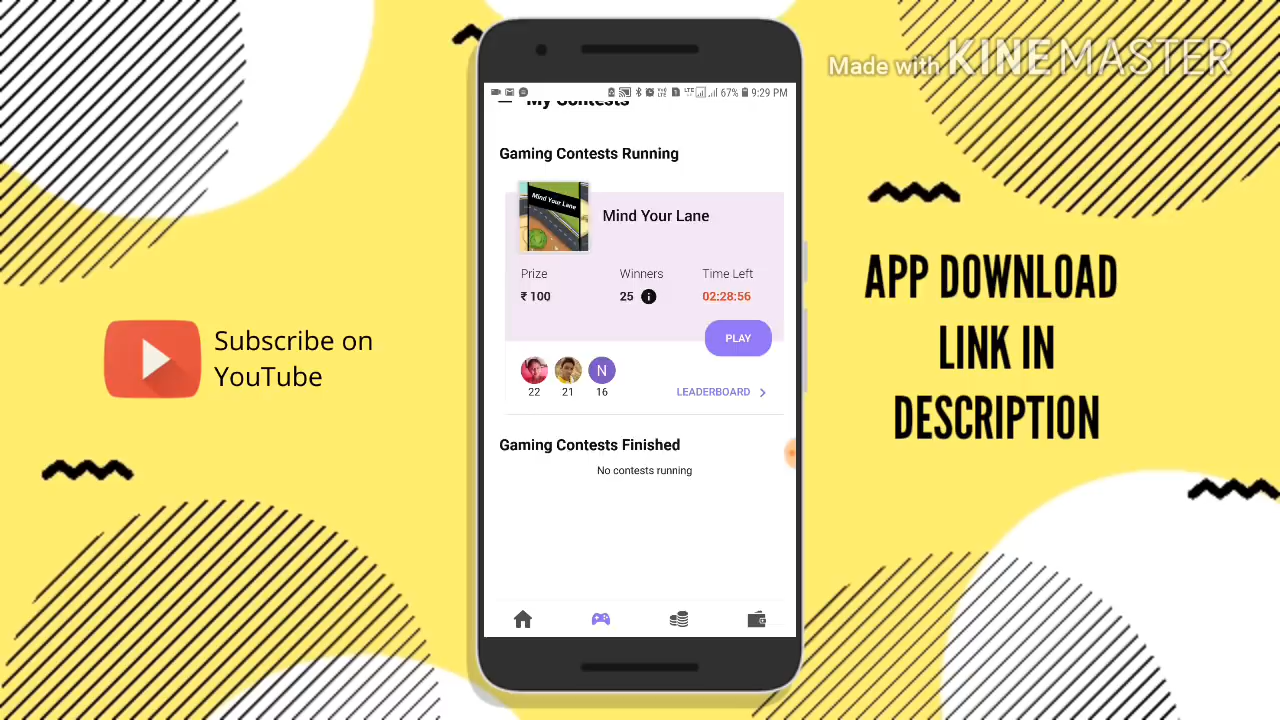 Made with KINEMASTER
67% 9:29 PM
My Contests
Gaming Contests Running
Mind Your Lane
Mind Your Lane
Prize Winners Time Left
₹ 100 25 i 02:28:56
PLAY
N
22 21 16
LEADERBOARD
Gaming Contests Finished
No contests running
Subscribe on
YouTube
APP DOWNLOAD
LINK IN
DESCRIPTION